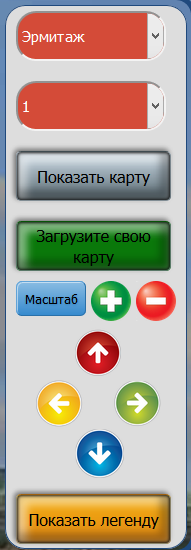 Эрмитаж
1
Показать карту
Загрузите свою
карту
Масштаб
Показать легенду